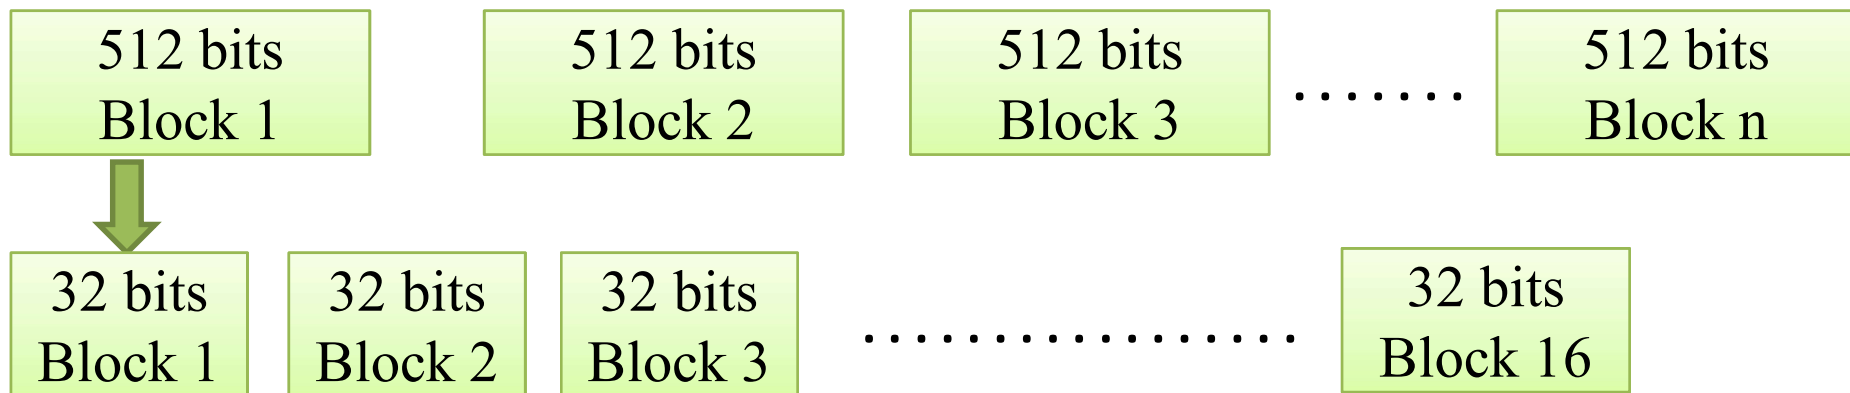 512 bits
Block 1
512 bits
Block 2
512 bits
Block 3
.......
512 bits
Block n
32 bits
Block 1
32 bits
Block 2
32 bits
Block 3
.................
32 bits
Block 16